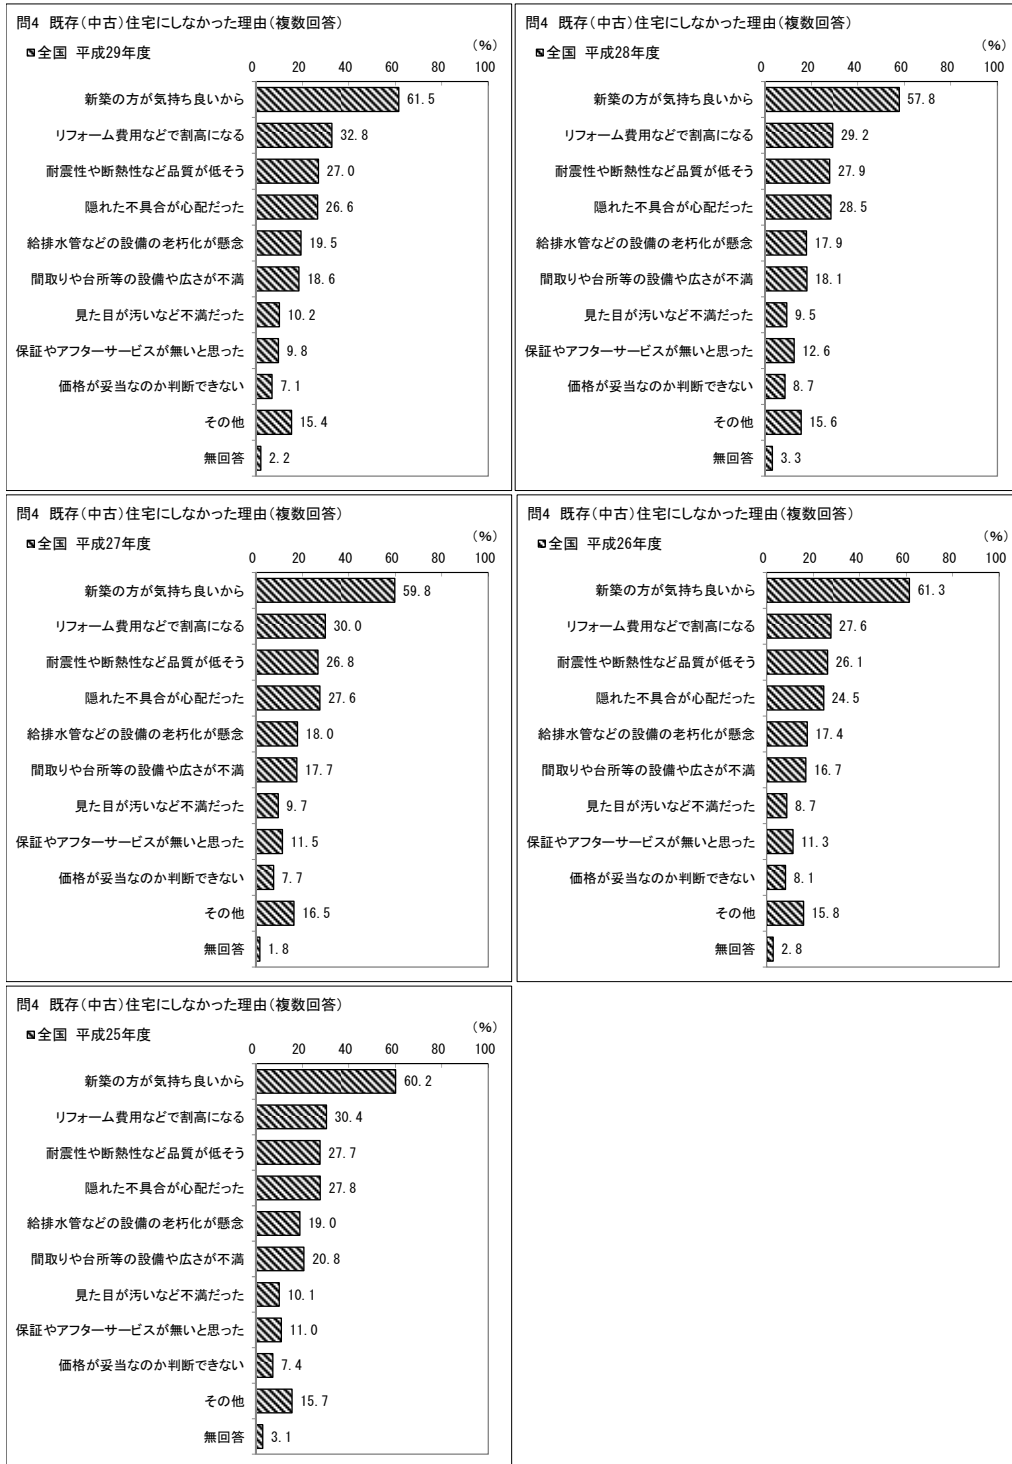 問4 既存(中古)住宅にしなかった理由(複数回答)
全国 平成29年度
(%)
0 20 40 60 80 100
新築の方が気持ち良いから 61.5
リフォーム費用などで割高になる 32.8
耐震性や断熱性など品質が低そう 27.0
隠れた不具合が心配だった 26.6
給排水管などの設備の老朽化が懸念 19.5
間取りや台所等の設備や広さが不満 18.6
見た目が汚いなど不満だった 10.2
保証やアフターサービスが無いと思った 9.8
価格が妥当なのか判断できない 7.1
その他 15.4
無回答 2.2
問4 既存(中古)住宅にしなかった理由(複数回答)
全国 平成28年度
(%)
0 20 40 60 80 100
新築の方が気持ち良いから 57.8
リフォーム費用などで割高になる 29.2
耐震性や断熱性など品質が低そう 27.9
隠れた不具合が心配だった 28.5
給排水管などの設備の老朽化が懸念 17.9
間取りや台所等の設備や広さが不満 18.1
見た目が汚いなど不満だった 9.5
保証やアフターサービスが無いと思った 12.6
価格が妥当なのか判断できない 8.7
その他 15.6
無回答 3.3
問4 既存(中古)住宅にしなかった理由(複数回答)
全国 平成27年度
(%)
0 20 40 60 80 100
新築の方が気持ち良いから 59.8
リフォーム費用などで割高になる 30.0
耐震性や断熱性など品質が低そう 26.8
隠れた不具合が心配だった 27.6
給排水管などの設備の老朽化が懸念 18.0
間取りや台所等の設備や広さが不満 17.7
見た目が汚いなど不満だった 9.7
保証やアフターサービスが無いと思った 11.5
価格が妥当なのか判断できない 7.7
その他 16.5
無回答 1.8
問4 既存(中古)住宅にしなかった理由(複数回答)
全国 平成26年度
(%)
0 20 40 60 80 100
新築の方が気持ち良いから 61.3
リフォーム費用などで割高になる 27.6
耐震性や断熱性など品質が低そう 26.1
隠れた不具合が心配だった 24.5
給排水管などの設備の老朽化が懸念 17.4
間取りや台所等の設備や広さが不満 16.7
見た目が汚いなど不満だった 8.7
保証やアフターサービスが無いと思った 11.3
価格が妥当なのか判断できない 8.1
その他 15.8
無回答 2.8
問4 既存(中古)住宅にしなかった理由(複数回答)
全国 平成25年度
(%)
0 20 40 60 80 100
新築の方が気持ち良いから 60.2
リフォーム費用などで割高になる 30.4
耐震性や断熱性など品質が低そう 27.7
隠れた不具合が心配だった 27.8
給排水管などの設備の老朽化が懸念 19.0
間取りや台所等の設備や広さが不満 20.8
見た目が汚いなど不満だった 10.1
保証やアフターサービスが無いと思った 11.0
価格が妥当なのか判断できない 7.4
その他 15.7
無回答 3.1